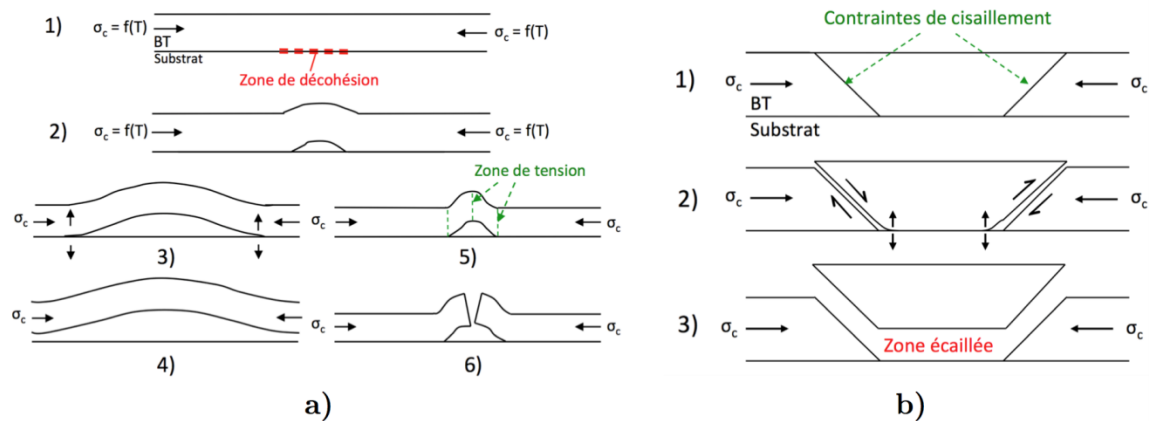 1) σc = f(T) σc = f(T)
BT
Substrat
Zone de décohésion
2) σc = f(T) σc = f(T)
Zone de tension
σc σc σc σc
3) 5)
σc σc σc σc
4) 6)
a)
Contraintes de cisaillement
1) σc σc
BT
Substrat
2) σc σc
3) σc σc
Zone écaillée
b)